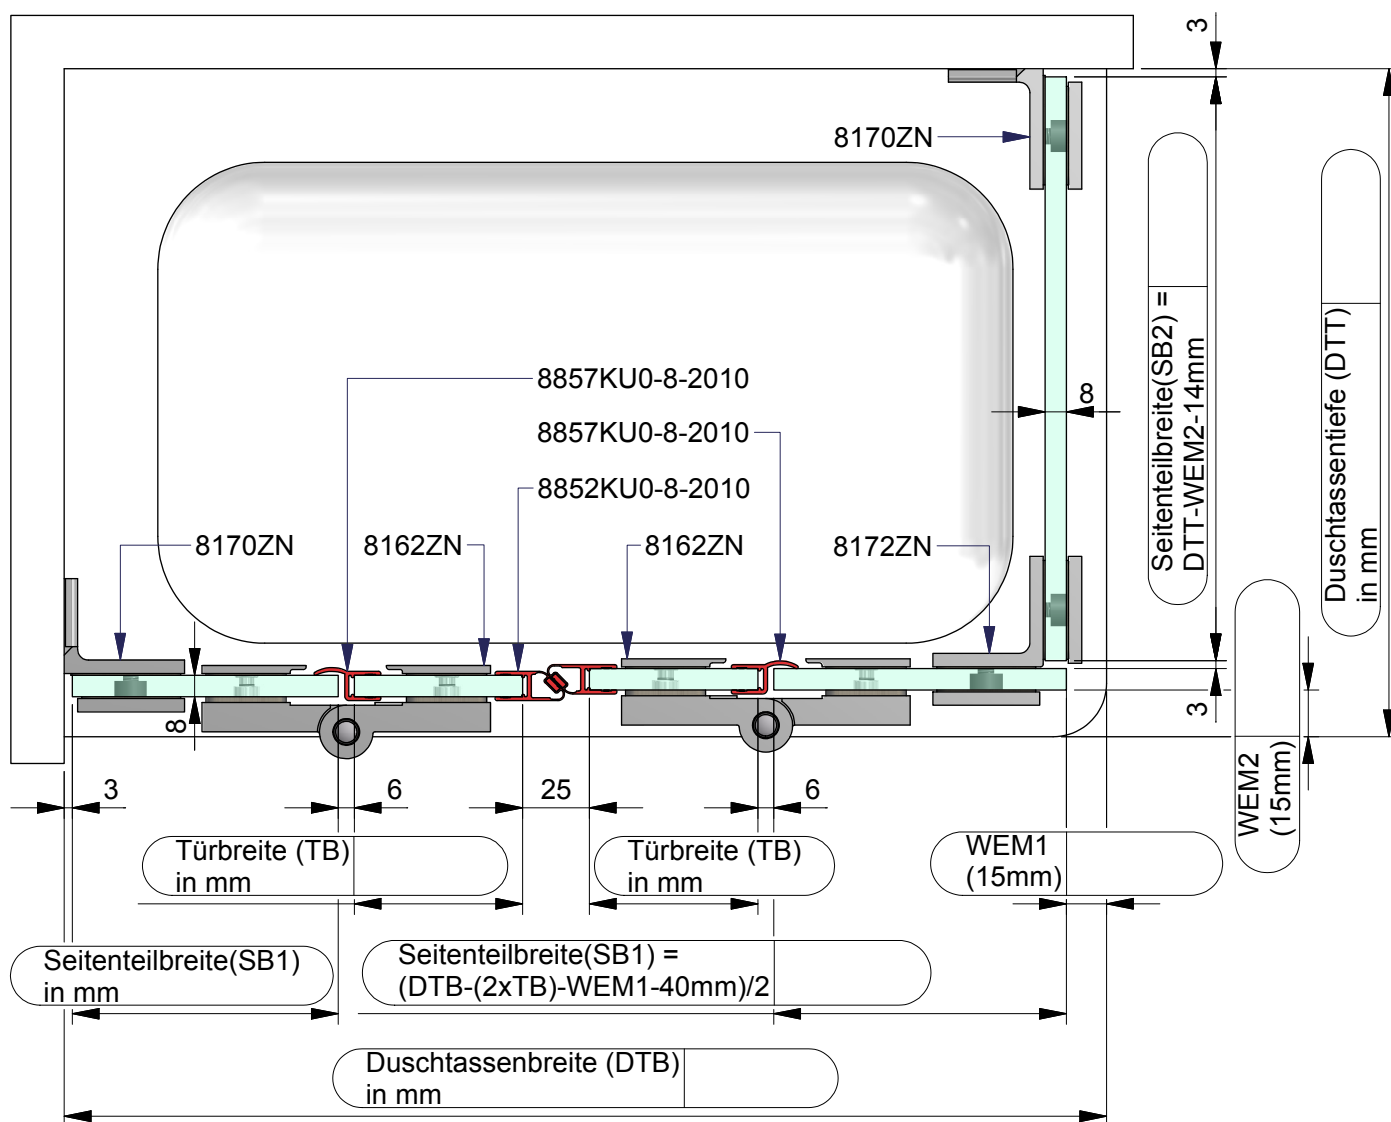 3
8170ZN
Seitenteilbreite(SB2) =
DTT-WEM2-14mm
Duschtassentiefe (DTT)
in mm
8857KU0-8-2010
8
8857KU0-8-2010
8852KU0-8-2010
8170ZN
8162ZN
8162ZN
8172ZN
8
3
WEM2
(15mm)
3
6
25
6
Türbreite (TB)
in mm
Türbreite (TB)
in mm
WEM1
(15mm)
Seitenteilbreite(SB1)
in mm
Seitenteilbreite(SB1) =
(DTB-(2xTB)-WEM1-40mm)/2
Duschtassenbreite (DTB)
in mm